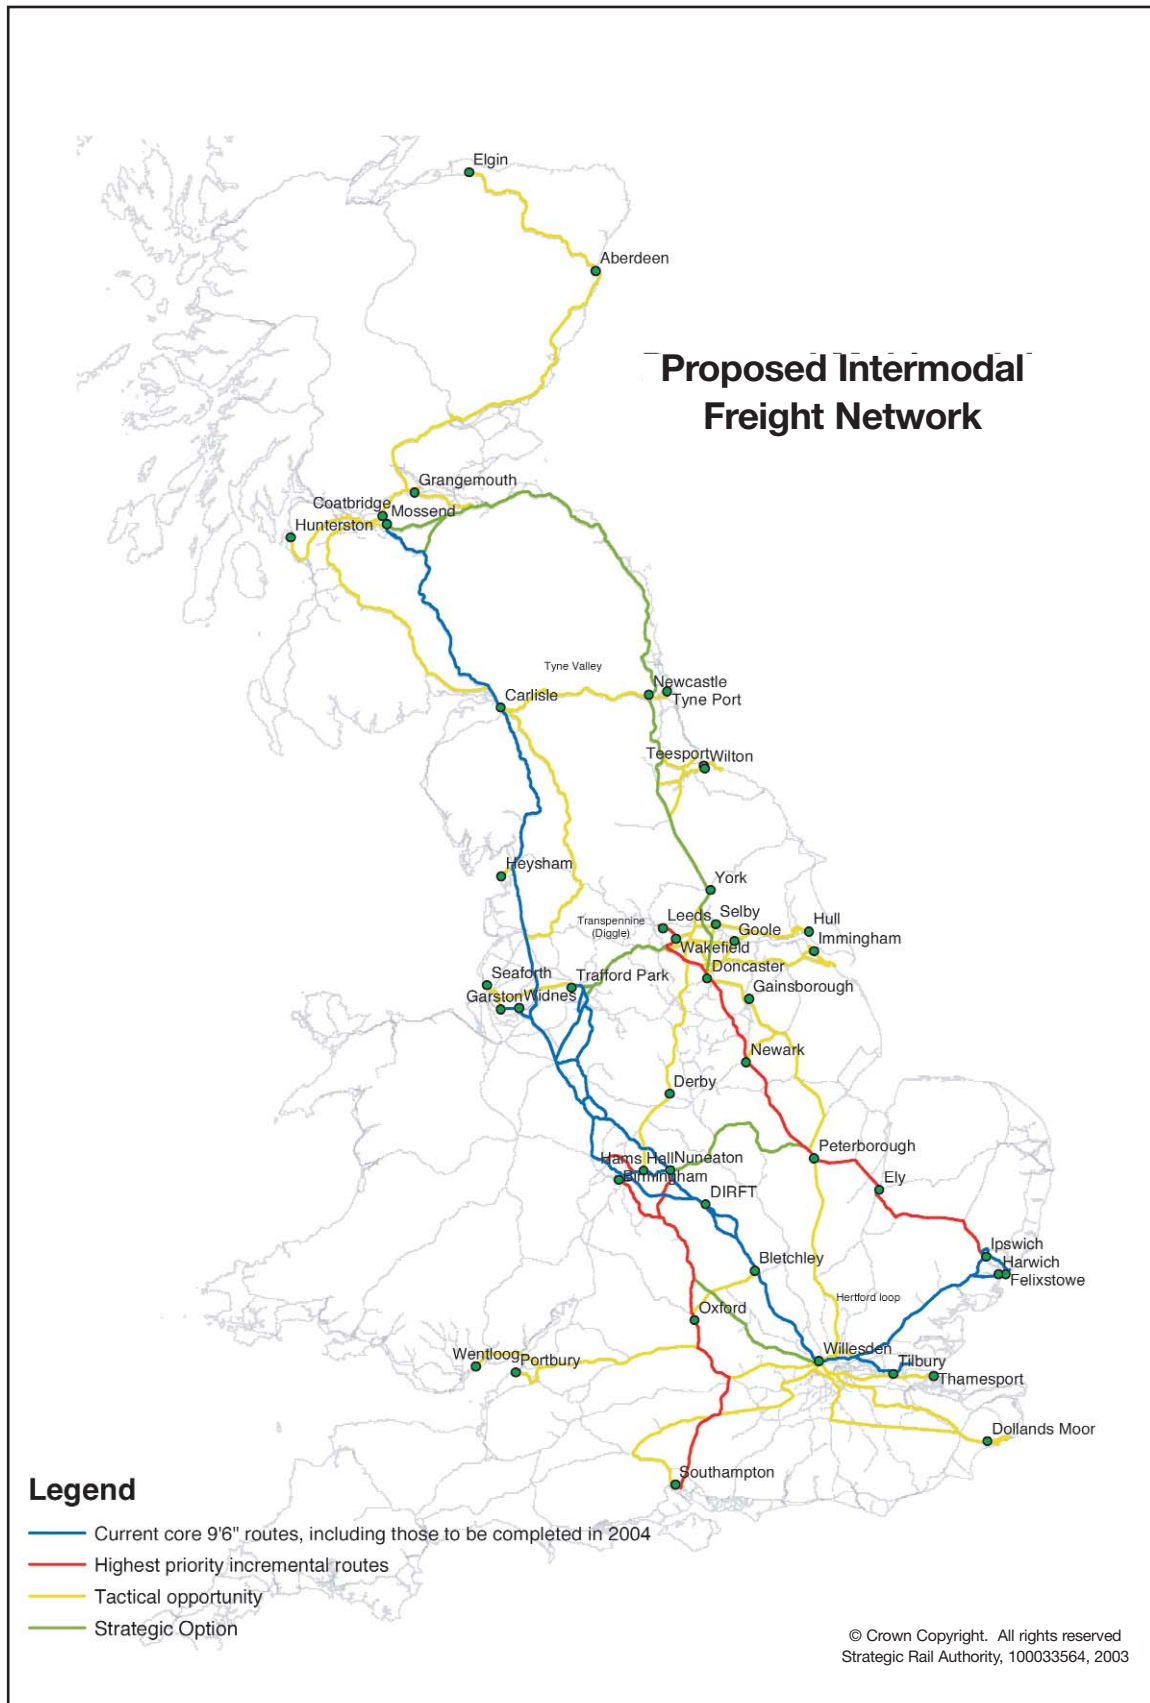 Elgin
Aberdeen
Proposed Intermodal
Freight Network
Grangemouth
Coatbridge
Mossend
Hunterston
Tyne Valley
Newcastle
Carlisle
Tyne Port
Teesport
Wilton
Heysham
York
Leeds
Selby
Hull
Transpennine
(Diggle)
Goole
Immingham
Wakefield
Doncaster
Seaforth
Trafford Park
Gainsborough
Garston
Widnes
Newark
Derby
Peterborough
Hams Hall
Nuneaton
Birmingham
Ely
DIRFT
Ipswich
Bletchley
Harwich
Felixstowe
Hertford loop
Oxford
Willesden
Wentloog
Portbury
Tilbury
Thamesport
Dollands Moor
Southampton
Legend
Current core 9'6" routes, including those to be completed in 2004
Highest priority incremental routes
Tactical opportunity
Strategic Option
© Crown Copyright. All rights reserved
Strategic Rail Authority, 100033564, 2003